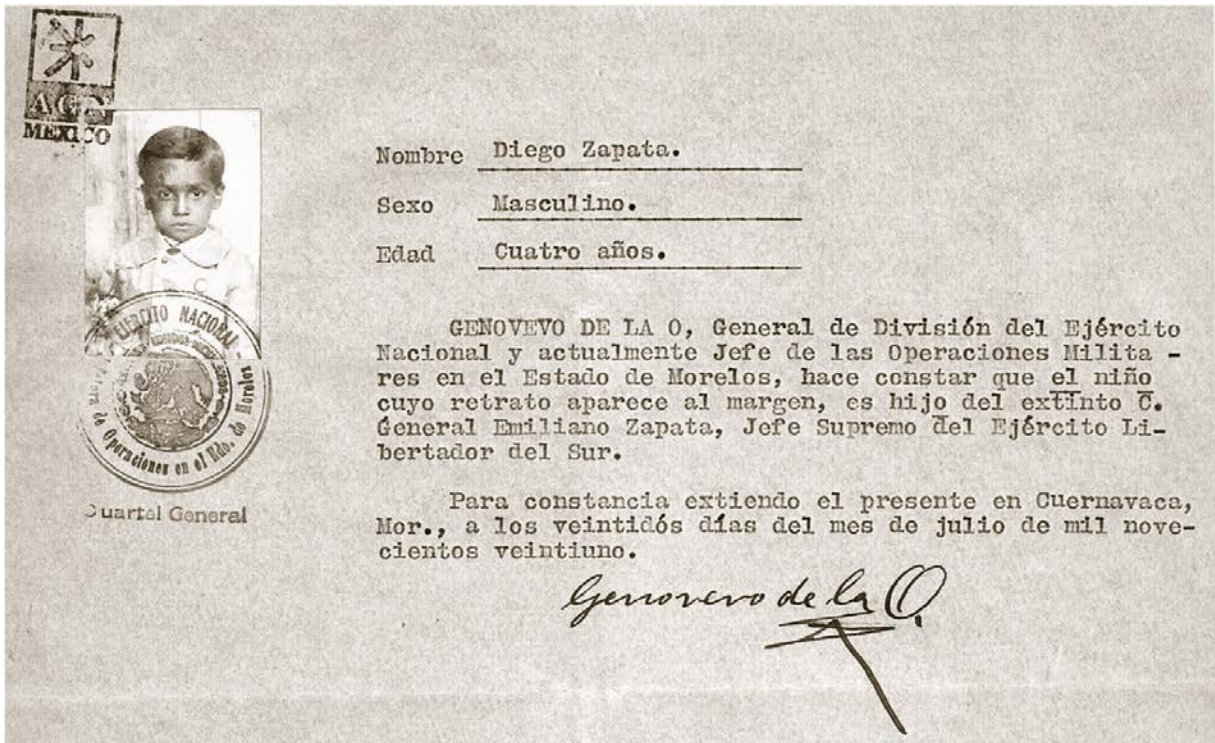 AGN
MEXICO
Nombre Diego Zapata.
Sexo Masculino.
Edad Cuatro años.
GENOVEVO DE LA O, General de División del Ejército
Nacional y actualmente Jefe de las Operaciones Milita -
res en el Estado de Morelos, hace constar que el niño
cuyo retrato aparece al margen, es hijo del extinto C.
General Emiliano Zapata, Jefe Supremo del Ejército Li-
bertador del Sur.
Para constancia extiendo el presente en Cuernavaca,
Mor., a los veintidós días del mes de julio de mil nove-
cientos veintiuno.
Genovevo de la O.
EJERCITO NACIONAL
de Operaciones en el Edo. de Morelos
Cuartel General